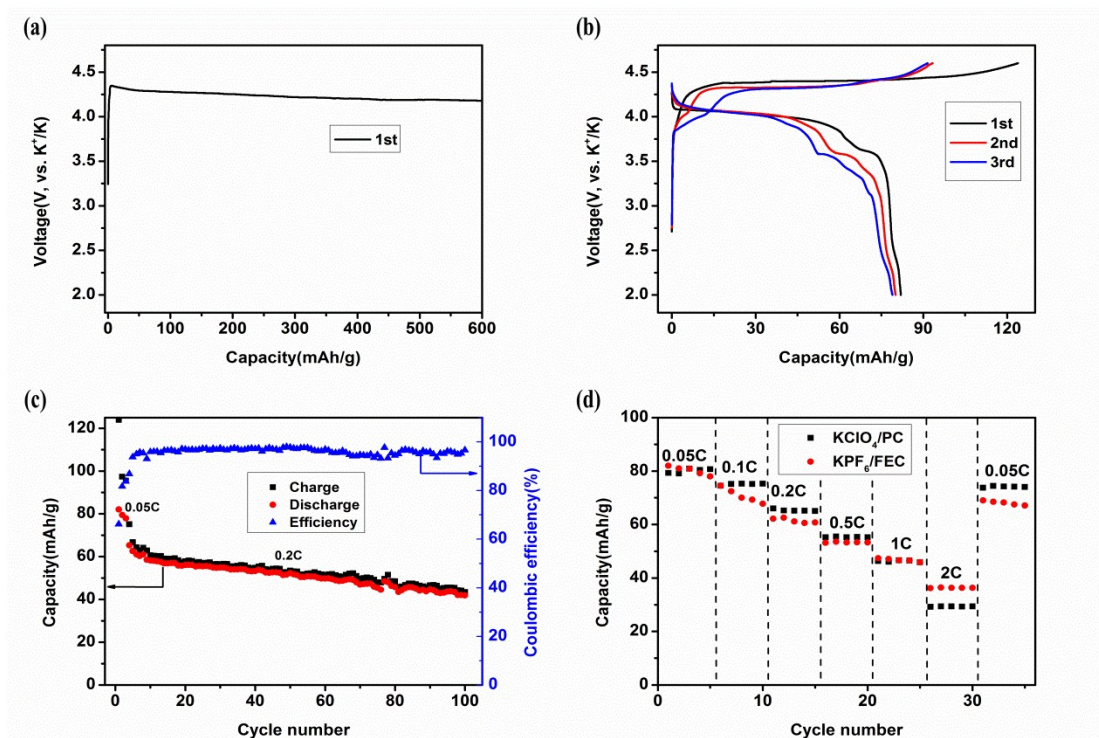 (a)
4.5
4.0
3.5
3.0
2.5
2.0
Voltage(V, vs. K⁺/K)
1st
0 100 200 300 400 500 600
Capacity(mAh/g)
(b)
4.5
4.0
3.5
3.0
2.5
2.0
Voltage(V, vs. K⁺/K)
1st
2nd
3rd
0 30 60 90 120
Capacity(mAh/g)
(c)
120
100
80
60
40
20
0
Capacity(mAh/g)
0.05C
Charge
Discharge
Efficiency
0.2C
100
80
60
40
20
0
Coulombic efficiency(%)
0 20 40 60 80 100
Cycle number
(d)
100
80
60
40
20
0
Capacity(mAh/g)
KClO₄/PC
KPF₆/FEC
0.05C
0.1C
0.2C
0.5C
1C
2C
0.05C
0 10 20 30
Cycle number